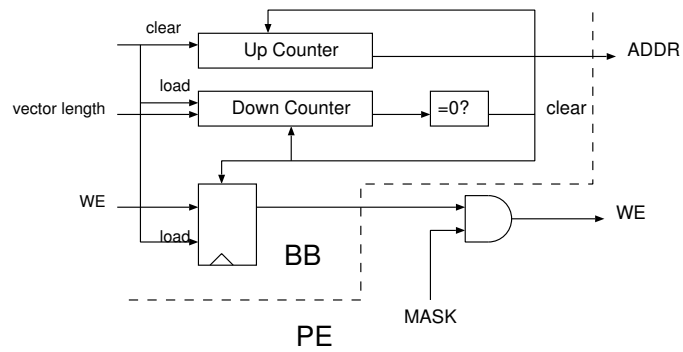 clear
Up Counter
ADDR
load
vector length
Down Counter
=0?
clear
WE
load
BB
WE
MASK
PE